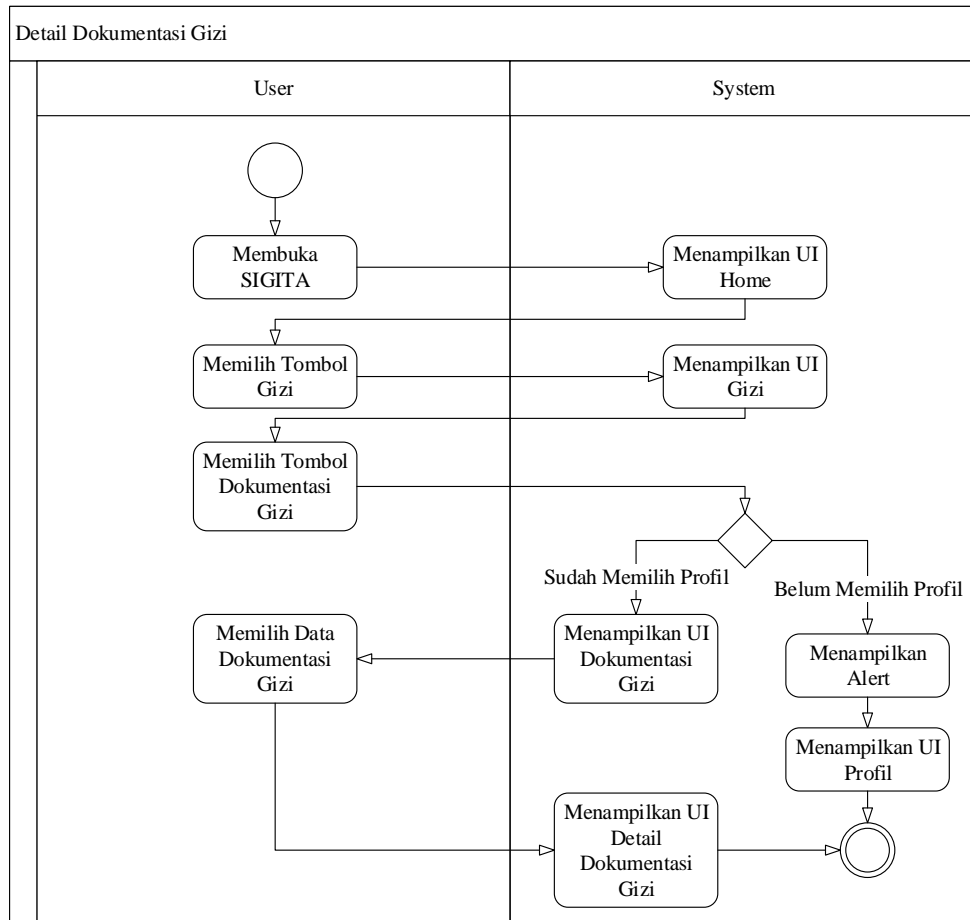 Detail Dokumentasi Gizi
User
System
Membuka
SIGITA
Menampilkan UI
Home
Memilih Tombol
Gizi
Menampilkan UI
Gizi
Memilih Tombol
Dokumentasi
Gizi
Sudah Memilih Profil
Belum Memilih Profil
Memilih Data
Dokumentasi
Gizi
Menampilkan UI
Dokumentasi
Gizi
Menampilkan
Alert
Menampilkan UI
Profil
Menampilkan UI
Detail
Dokumentasi
Gizi